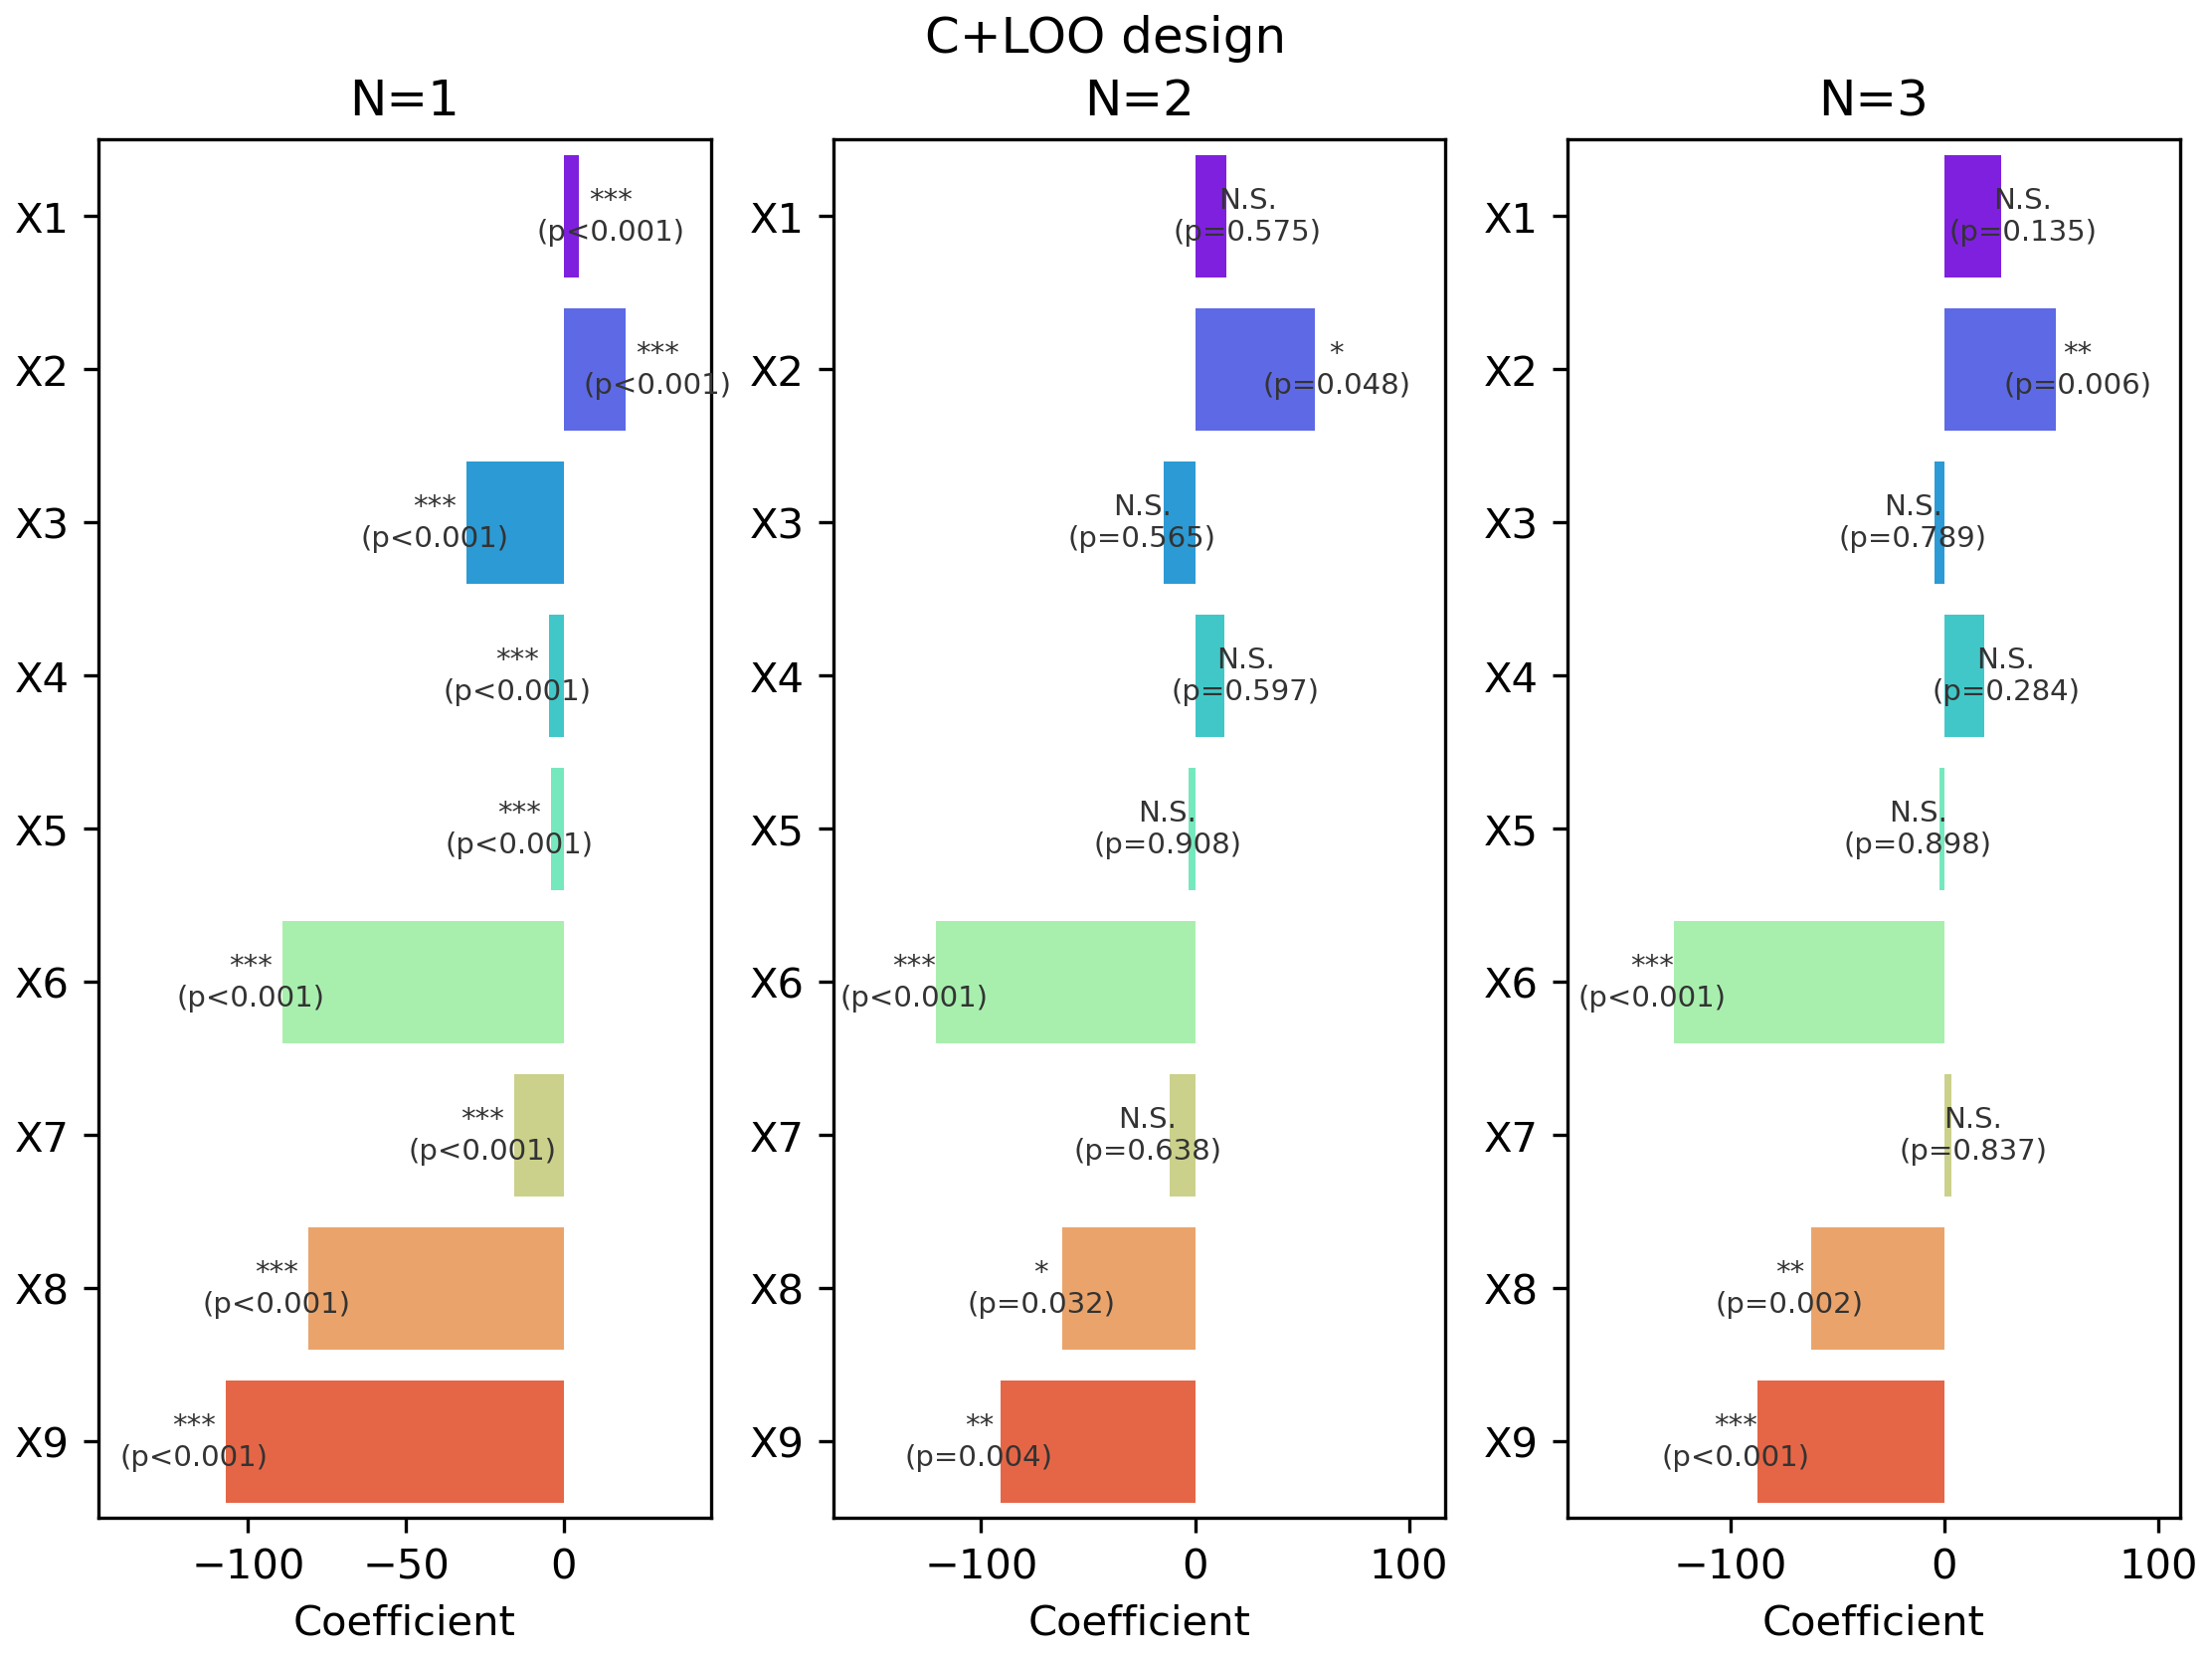 C+LOO design
N=1
X1
***
(p<0.001)
X2
***
(p<0.001)
X3
***
(p<0.001)
X4
***
(p<0.001)
X5
***
(p<0.001)
X6
***
(p<0.001)
X7
***
(p<0.001)
X8
***
(p<0.001)
X9
***
(p<0.001)
−100 −50 0
Coefficient
N=2
X1
N.S.
(p=0.575)
X2
*
(p=0.048)
X3
N.S.
(p=0.565)
X4
N.S.
(p=0.597)
X5
N.S.
(p=0.908)
X6
***
(p<0.001)
X7
N.S.
(p=0.638)
X8
*
(p=0.032)
X9
**
(p=0.004)
−100 0 100
Coefficient
N=3
X1
N.S.
(p=0.135)
X2
**
(p=0.006)
X3
N.S.
(p=0.789)
X4
N.S.
(p=0.284)
X5
N.S.
(p=0.898)
X6
***
(p<0.001)
X7
N.S.
(p=0.837)
X8
**
(p=0.002)
X9
***
(p<0.001)
−100 0 100
Coefficient